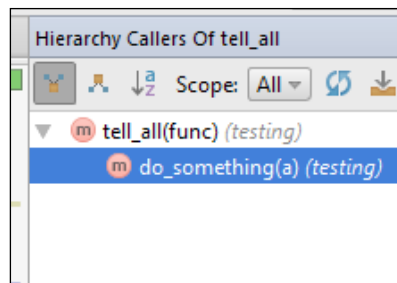 Hierarchy Callers Of tell_all
Scope: All
m tell_all(func) (testing)
m do_something(a) (testing)